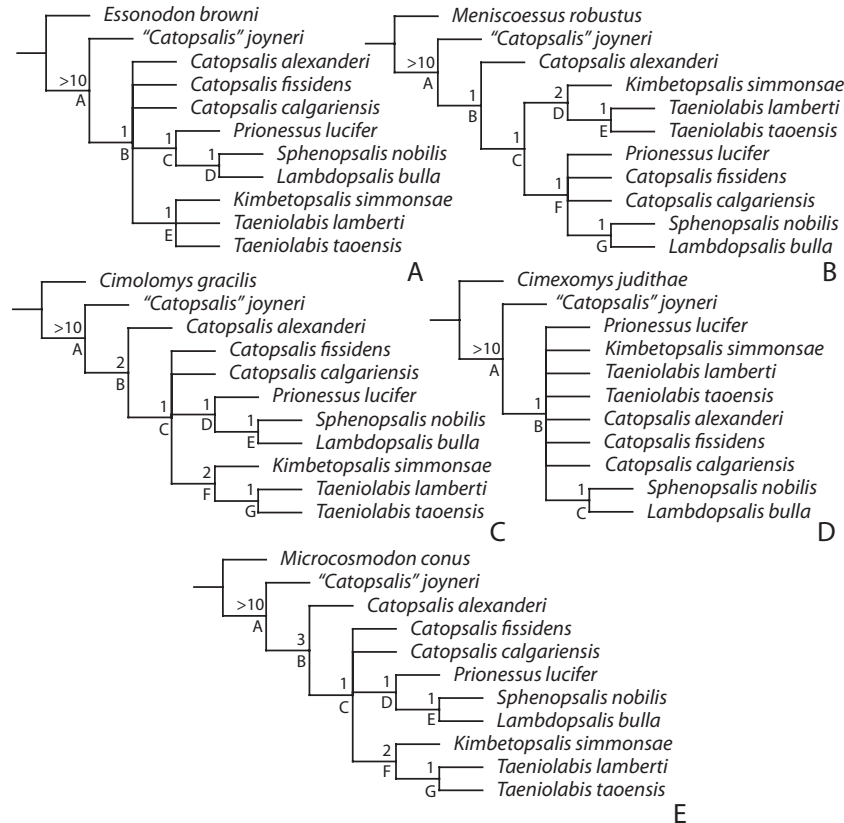 Essonodon browni
"Catopsalis" joyneri
Catopsalis alexanderi
>10
Catopsalis fissidens
A
Catopsalis calgariensis
1
Prionessus lucifer
B
1
Sphenopsalis nobilis
C
1
Lambdopsalis bulla
D
Kimbetopsalis simmonsae
1
Taeniolabis lamberti
E
Taeniolabis taoensis
A
Meniscoessus robustus
"Catopsalis" joyneri
>10
Catopsalis alexanderi
A
Kimbetopsalis simmonsae
1
2
Taeniolabis lamberti
B
D
1
Taeniolabis taoensis
E
1
Prionessus lucifer
C
Catopsalis fissidens
1
Catopsalis calgariensis
F
Sphenopsalis nobilis
1
Lambdopsalis bulla
G
B
Cimolomys gracilis
"Catopsalis" joyneri
>10
Catopsalis alexanderi
A
Catopsalis fissidens
2
Catopsalis calgariensis
B
Prionessus lucifer
1
1
Sphenopsalis nobilis
C
D
1
Lambdopsalis bulla
E
Kimbetopsalis simmonsae
2
Taeniolabis lamberti
F
1
Taeniolabis taoensis
G
C
Cimexomys judithae
"Catopsalis" joyneri
Prionessus lucifer
>10
Kimbetopsalis simmonsae
A
Taeniolabis lamberti
Taeniolabis taoensis
1
Catopsalis alexanderi
B
Catopsalis fissidens
Catopsalis calgariensis
Sphenopsalis nobilis
1
Lambdopsalis bulla
C
D
Microcosmodon conus
"Catopsalis" joyneri
>10
Catopsalis alexanderi
A
Catopsalis fissidens
3
Catopsalis calgariensis
B
Prionessus lucifer
1
1
Sphenopsalis nobilis
C
D
1
Lambdopsalis bulla
E
Kimbetopsalis simmonsae
2
Taeniolabis lamberti
F
1
Taeniolabis taoensis
G
E